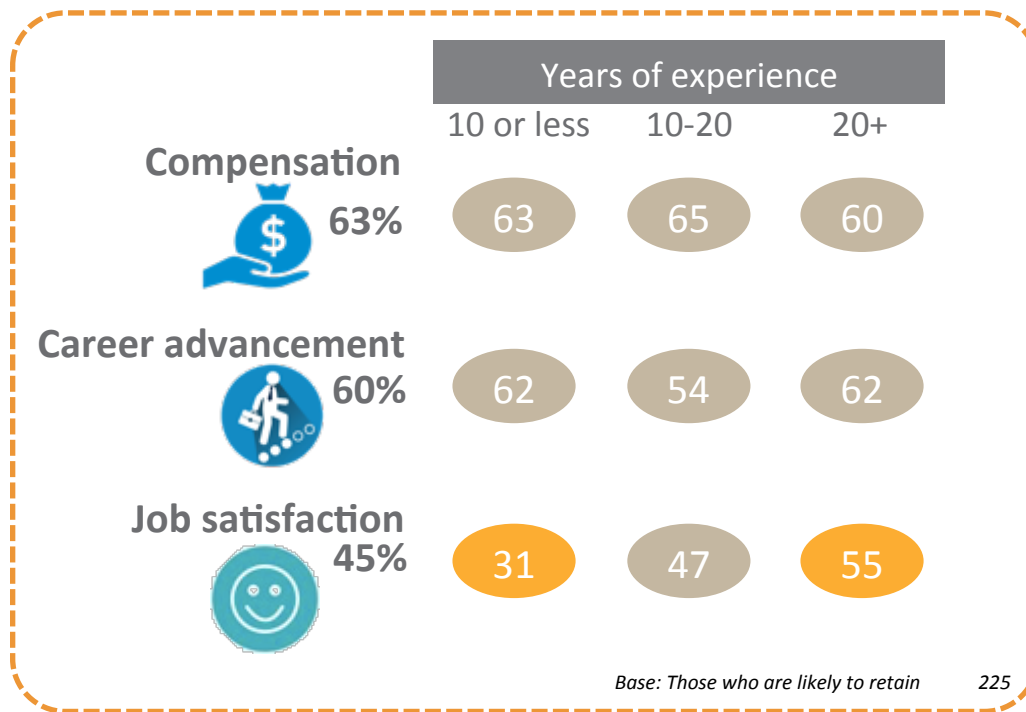 Years of experience
10 or less 10-20 20+
Compensation
63% 63 65 60
$
Career advancement
60% 62 54 62
Job satisfaction
45% 31 47 55
Base: Those who are likely to retain 225